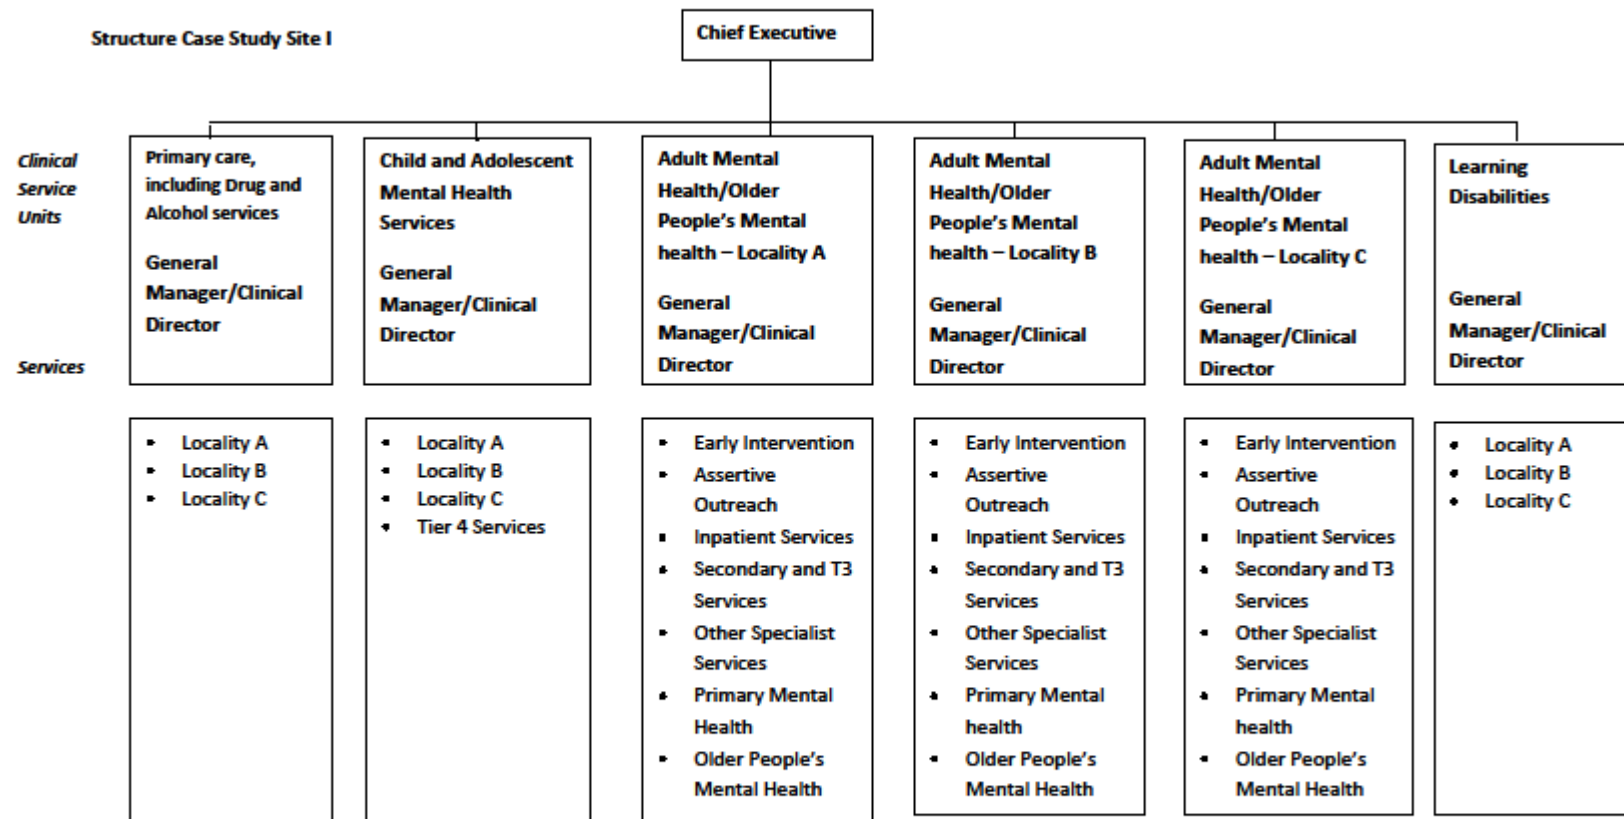 Structure Case Study Site I
Chief Executive
Clinical
Service
Units
Services
Primary care,
including Drug and
Alcohol services
General
Manager/Clinical
Director
Child and Adolescent
Mental Health
Services
General
Manager/Clinical
Director
Adult Mental
Health/Older
People's Mental
health – Locality A
General
Manager/Clinical
Director
Adult Mental
Health/Older
People's Mental
health – Locality B
General
Manager/Clinical
Director
Adult Mental
Health/Older
People's Mental
health – Locality C
General
Manager/Clinical
Director
Learning
Disabilities
General
Manager/Clinical
Director
▪ Locality A
▪ Locality B
▪ Locality C
▪ Locality A
▪ Locality B
▪ Locality C
▪ Tier 4 Services
▪ Early Intervention
▪ Assertive
Outreach
▪ Inpatient Services
▪ Secondary and T3
Services
▪ Other Specialist
Services
▪ Primary Mental
Health
▪ Older People's
Mental Health
▪ Early Intervention
▪ Assertive
Outreach
▪ Inpatient Services
▪ Secondary and T3
Services
▪ Other Specialist
Services
▪ Primary Mental
health
▪ Older People's
Mental Health
▪ Early Intervention
▪ Assertive
Outreach
▪ Inpatient Services
▪ Secondary and T3
Services
▪ Other Specialist
Services
▪ Primary Mental
health
▪ Older People's
Mental Health
• Locality A
• Locality B
• Locality C